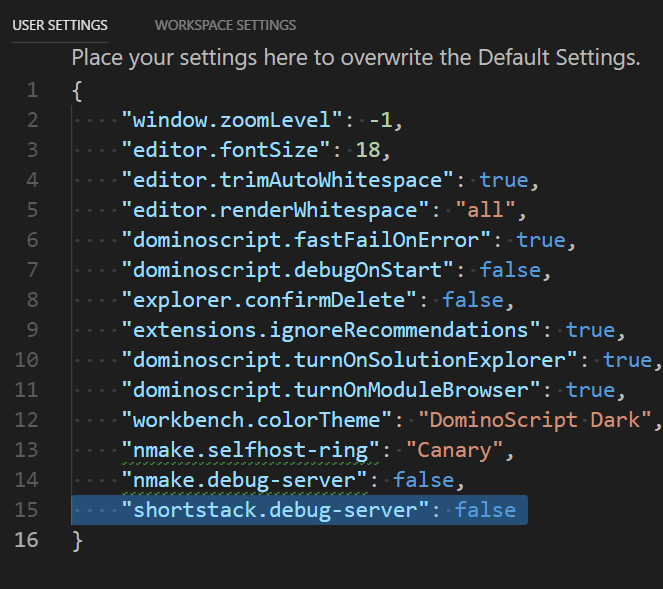 USER SETTINGS WORKSPACE SETTINGS
Place your settings here to overwrite the Default Settings.
1 {
2 "window.zoomLevel": -1,
3 "editor.fontSize": 18,
4 "editor.trimAutoWhitespace": true,
5 "editor.renderWhitespace": "all",
6 "dominoscript.fastFailOnError": true,
7 "dominoscript.debugOnStart": false,
8 "explorer.confirmDelete": false,
9 "extensions.ignoreRecommendations": true,
10 "dominoscript.turnOnSolutionExplorer": true,
11 "dominoscript.turnOnModuleBrowser": true,
12 "workbench.colorTheme": "DominoScript Dark",
13 "nmake.selfhost-ring": "Canary",
14 "nmake.debug-server": false,
15 "shortstack.debug-server": false
16 }